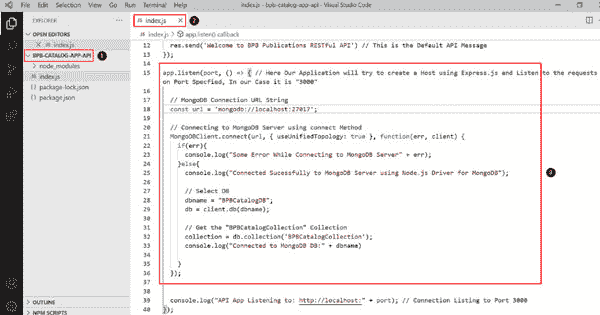 File Edit Selection View Go Run Terminal Help
index.js - bpb-catalog-app-api - Visual Studio Code
EXPLORER
OPEN EDITORS
index.js
BPB-CATALOG-APP-API
1
node_modules
index.js
package-lock.json
package.json
OUTLINE
NPM SCRIPTS
index.js
2
index.js > app.listen() callback
12 res.send('Welcome to BPB Publications RESTful API') // This is the Default API Message
13 });
14
15 app.listen(port, () => { // Here Our Application will try to create a Host using Express.js and Listen to the requests
on Port Specfied, In our Case it is "3000"
16
17 // MongoDB Connection URL String
18 const url = 'mongodb://localhost:27017';
19
20 // Connecting to MongoDB Server using connect Method
21 MongoDBClient.connect(url, { useUnifiedTopology: true }, function(err, client) {
22 if(err){
23 console.log("Some Error While Connecting to MongoDB Server" + err);
24 }else{
25 console.log("Connected Sucessfully to MongoDB Server using Node.js Driver for MongoDB");
3
26
27 // Select DB
28 dbname = "BPBCatalogDB";
29 db = client.db(dbname);
30
31 // Get the "BPBCatalogCollection" Collection
32 collection = db.collection('BPBCatalogCollection');
33 console.log("Connected to MongoDB DB:" + dbname)
34
35 }
36 });
37
39 console.log("API App Listening to: http://localhost:" + port); // Connection Listing to Port 3000
40 });